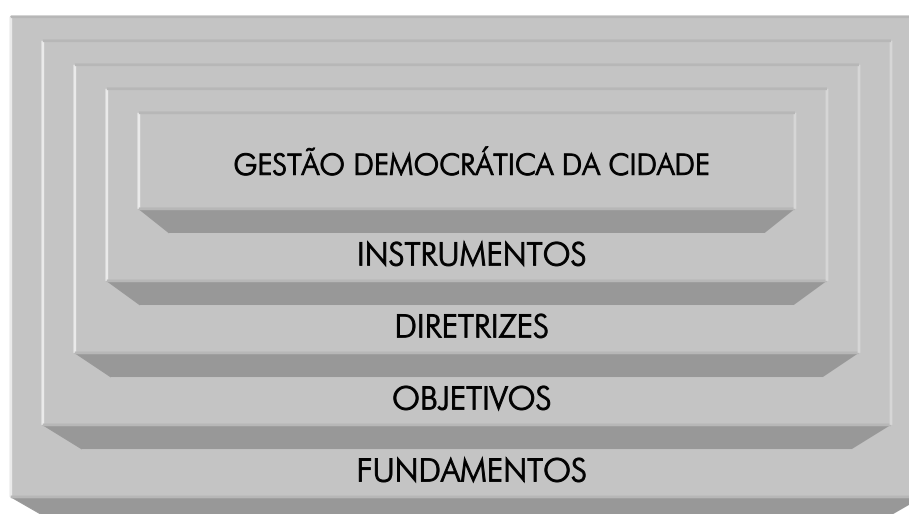 GESTÃO DEMOCRÁTICA DA CIDADE
INSTRUMENTOS
DIRETRIZES
OBJETIVOS
FUNDAMENTOS